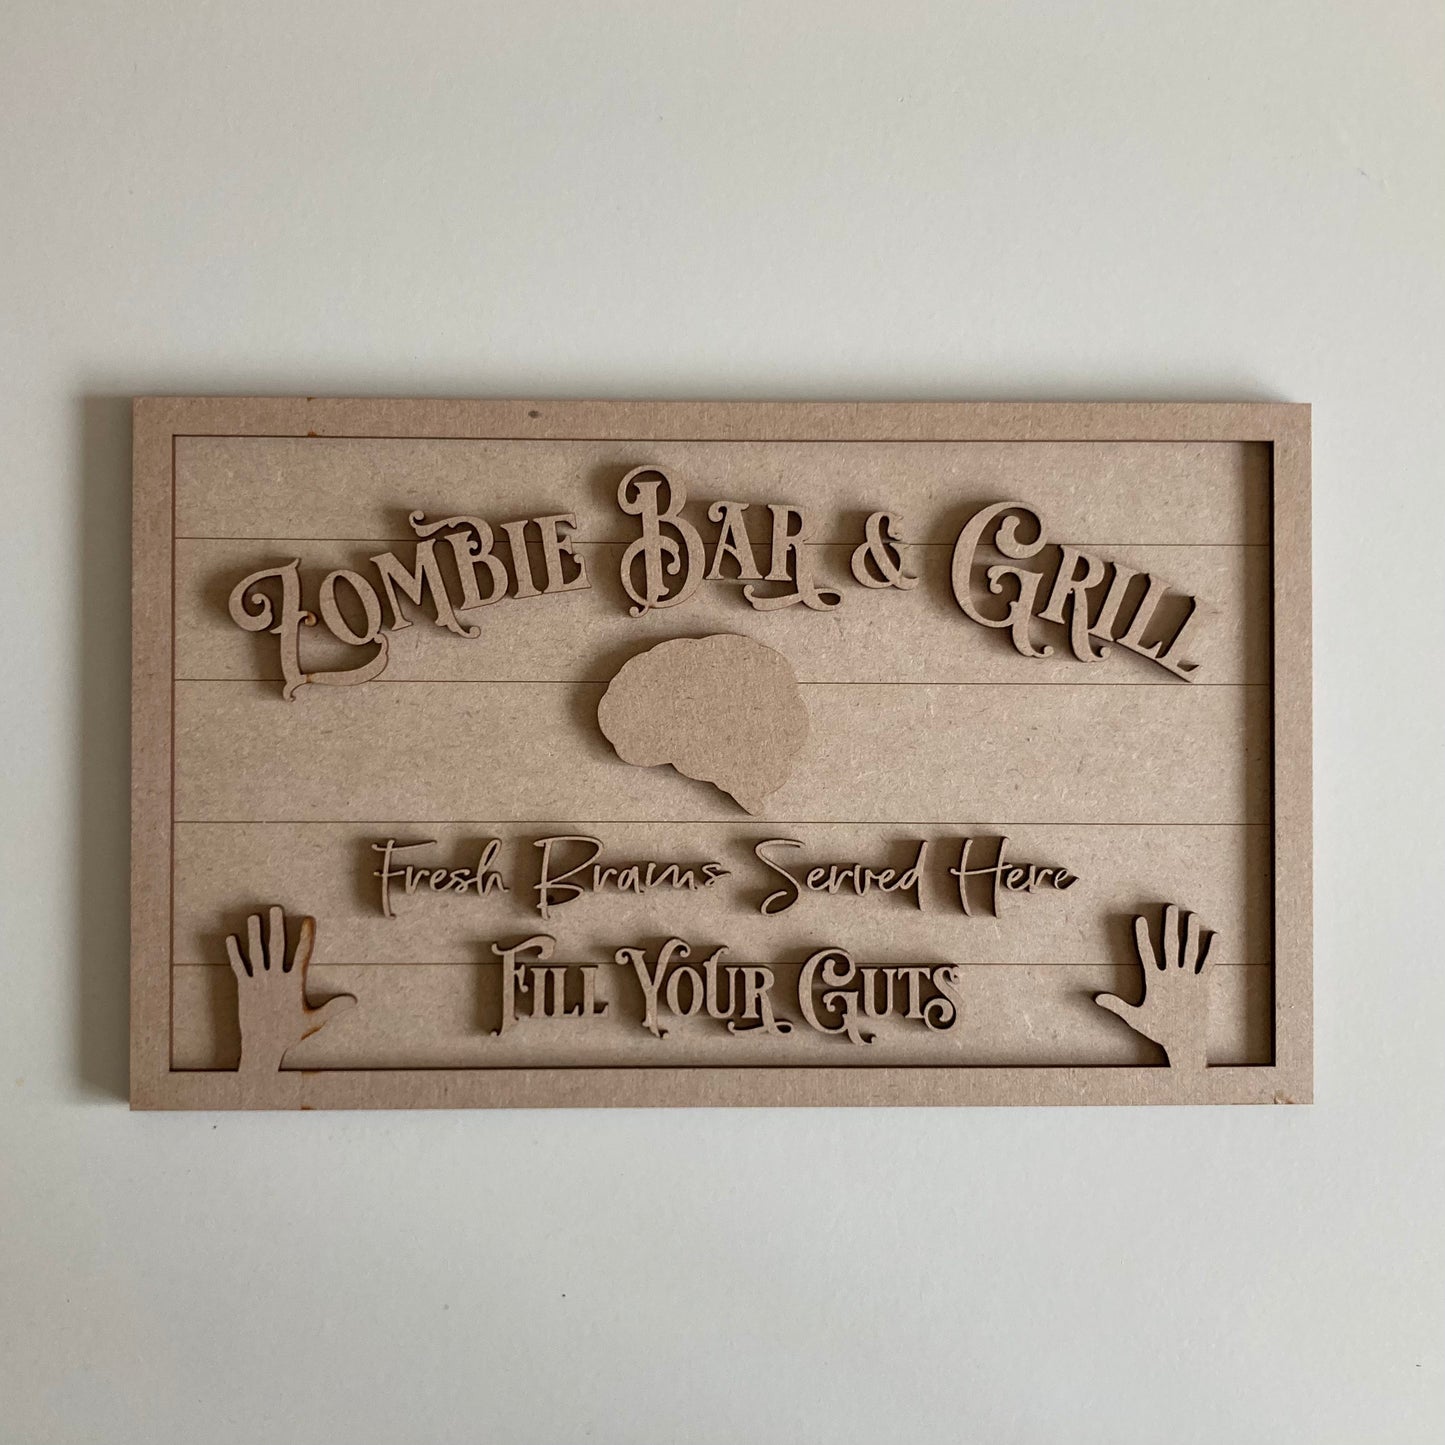 Zombie Bar & Grill
Fresh Brains Served Here
Fill Your Guts